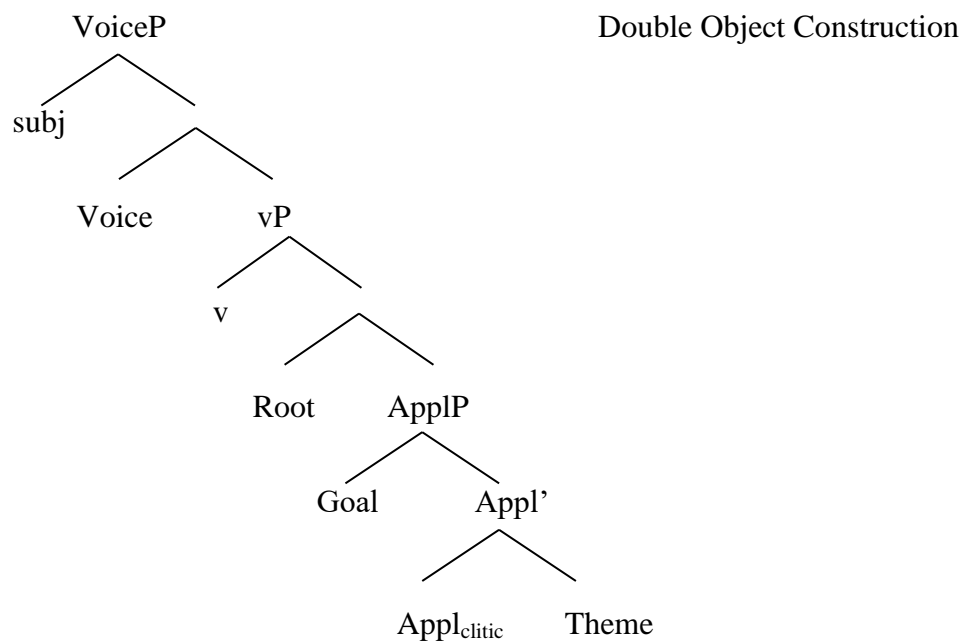 VoiceP Double Object Construction
subj
Voice vP
v
Root ApplP
Goal Appl’
Applclitic Theme